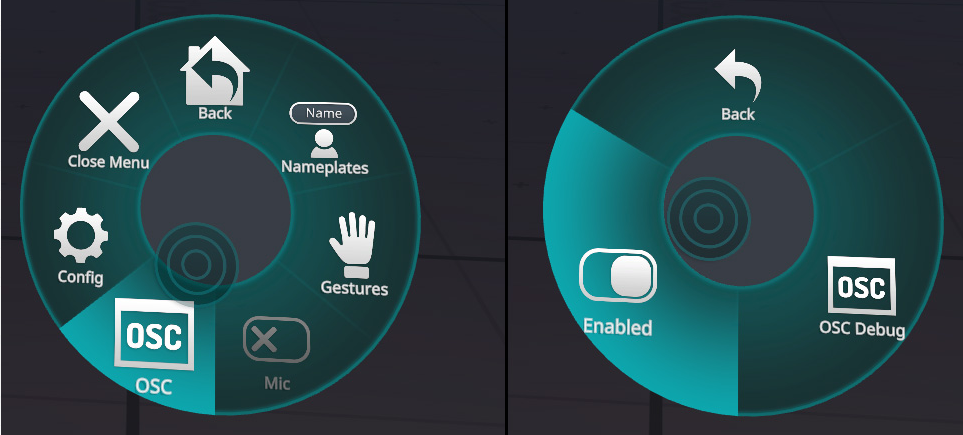 Back
Name
Nameplates
Close Menu
Config
Gestures
OSC
OSC
Mic
Back
Enabled
OSC
OSC Debug